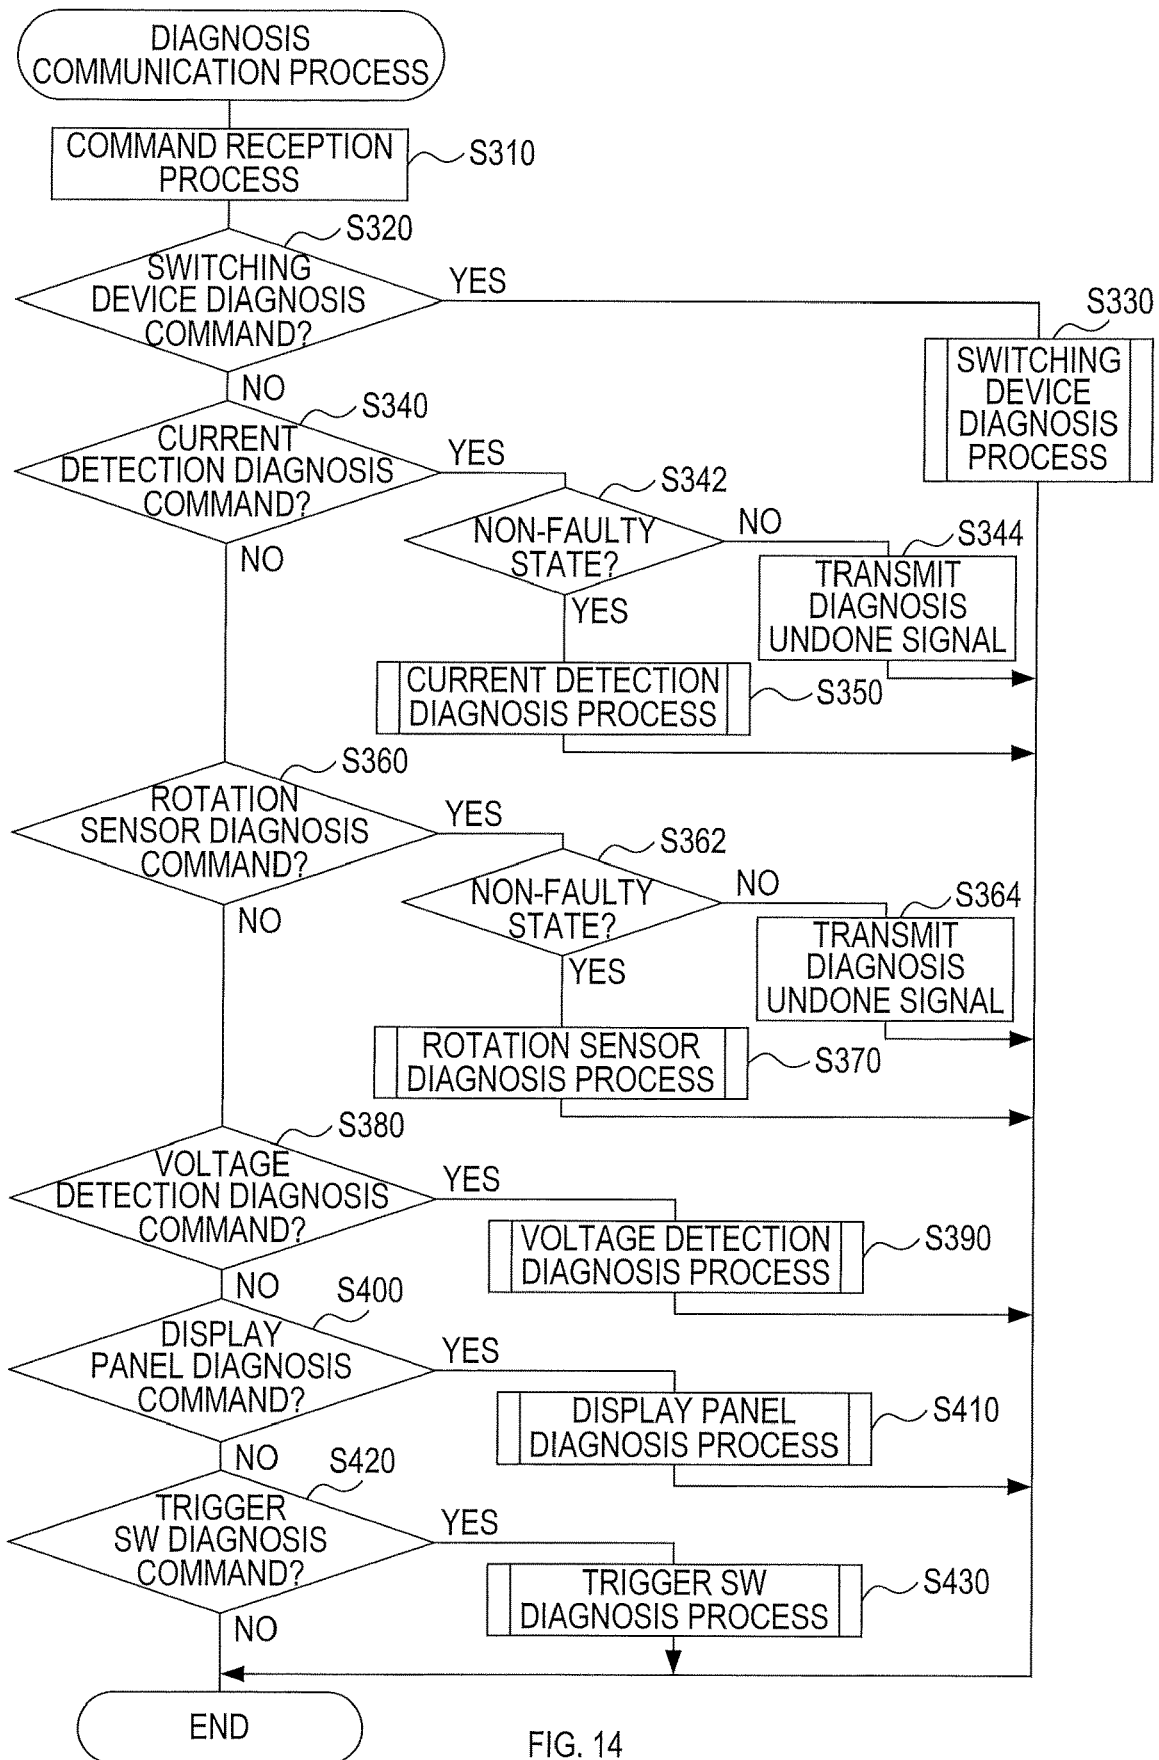 DIAGNOSIS
COMMUNICATION PROCESS
COMMAND RECEPTION
PROCESS
S310
S320
SWITCHING
DEVICE DIAGNOSIS
COMMAND?
YES
NO
S330
SWITCHING
DEVICE
DIAGNOSIS
PROCESS
S340
CURRENT
DETECTION DIAGNOSIS
COMMAND?
YES
NO
S342
NON-FAULTY
STATE?
NO
YES
S344
TRANSMIT
DIAGNOSIS
UNDONE SIGNAL
CURRENT DETECTION
DIAGNOSIS PROCESS
S350
S360
ROTATION
SENSOR DIAGNOSIS
COMMAND?
YES
NO
S362
NON-FAULTY
STATE?
NO
YES
S364
TRANSMIT
DIAGNOSIS
UNDONE SIGNAL
ROTATION SENSOR
DIAGNOSIS PROCESS
S370
S380
VOLTAGE
DETECTION DIAGNOSIS
COMMAND?
YES
NO
VOLTAGE DETECTION
DIAGNOSIS PROCESS
S390
S400
DISPLAY
PANEL DIAGNOSIS
COMMAND?
YES
NO
DISPLAY PANEL
DIAGNOSIS PROCESS
S410
S420
TRIGGER
SW DIAGNOSIS
COMMAND?
YES
NO
TRIGGER SW
DIAGNOSIS PROCESS
S430
END
FIG. 14